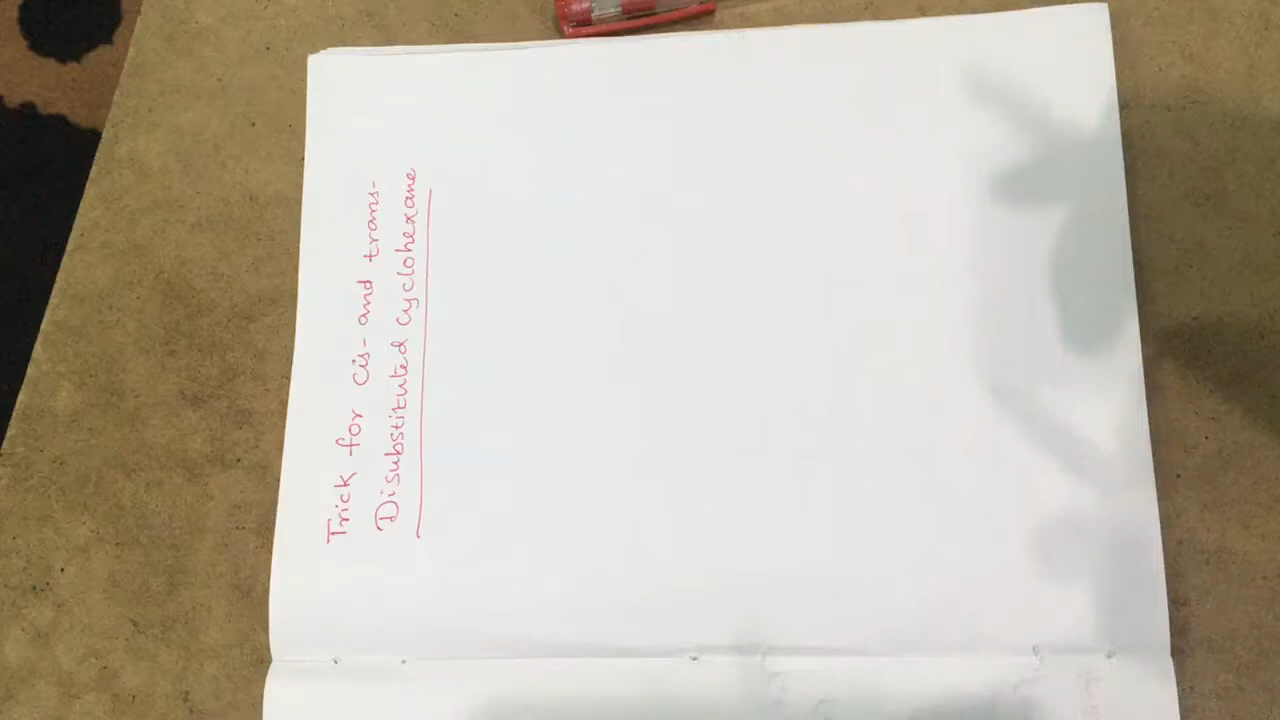 Trick for cis- and trans-
Disubstituted cyclohexane